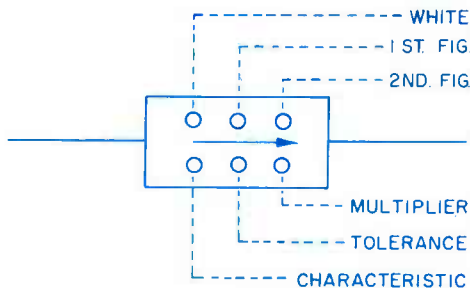 WHITE
1 ST. FIG
2ND. FIG.
MULTIPLIER
TOLERANCE
CHARACTERISTIC